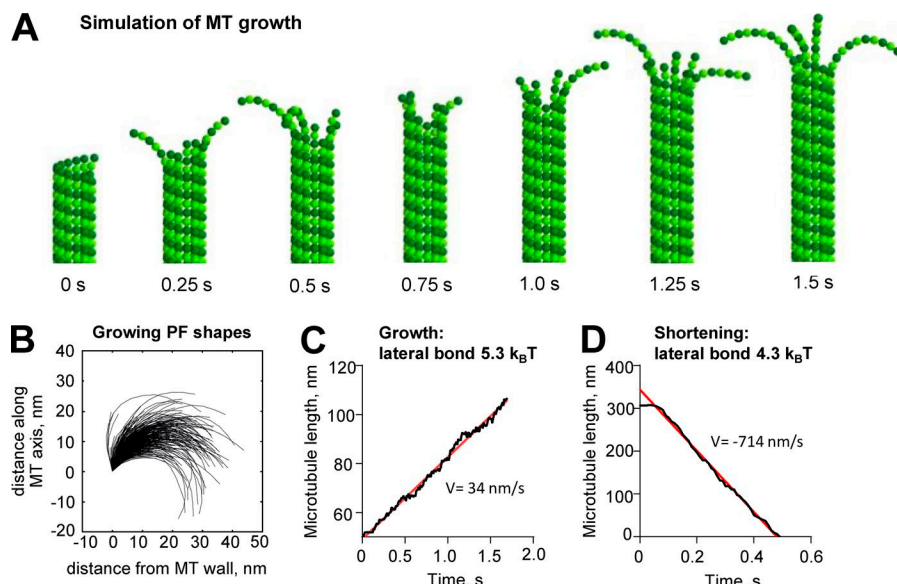 A
Simulation of MT growth
0 s
0.25 s
0.5 s
0.75 s
1.0 s
1.25 s
1.5 s
B
Growing PF shapes
distance along
MT axis, nm
40
30
20
10
0
-10
-20
-10
0
10
20
30
40
50
distance from MT wall, nm
C
Growth:
lateral bond 5.3 kBT
Microtubule length, nm
120
100
80
60
V= 34 nm/s
0.0
0.5
1.0
1.5
2.0
Time, s
D
Shortening:
lateral bond 4.3 kBT
Microtubule length, nm
400
300
200
100
0
V= -714 nm/s
0.0
0.2
0.4
0.6
Time, s